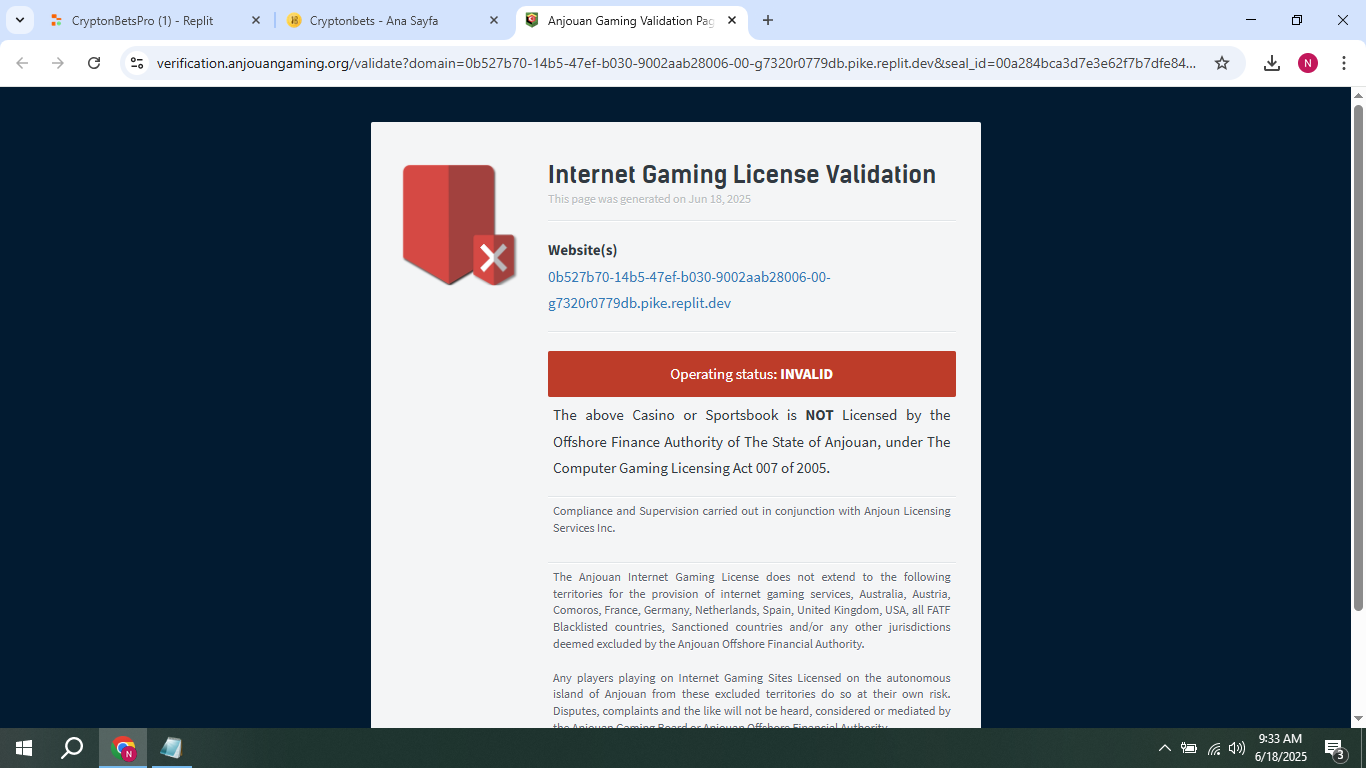 CryptonBetsPro (1) - Replit
Cryptonbets - Ana Sayfa
Anjouan Gaming Validation Pag
verification.anjouangaming.org/validate?domain=0b527b70-14b5-47ef-b030-9002aab28006-00-g7320r0779db.pike.replit.dev&seal_id=00a284bca3d7e3e62f7b7dfe84...
N
Internet Gaming License Validation
This page was generated on Jun 18, 2025
Website(s)
0b527b70-14b5-47ef-b030-9002aab28006-00-
g7320r0779db.pike.replit.dev
Operating status: INVALID
The above Casino or Sportsbook is NOT Licensed by the
Offshore Finance Authority of The State of Anjouan, under The
Computer Gaming Licensing Act 007 of 2005.
Compliance and Supervision carried out in conjunction with Anjoun Licensing
Services Inc.
The Anjouan Internet Gaming License does not extend to the following
territories for the provision of internet gaming services, Australia, Austria,
Comoros, France, Germany, Netherlands, Spain, United Kingdom, USA, all FATF
Blacklisted countries, Sanctioned countries and/or any other jurisdictions
deemed excluded by the Anjouan Offshore Financial Authority.
Any players playing on Internet Gaming Sites Licensed on the autonomous
island of Anjouan from these excluded territories do so at their own risk.
Disputes, complaints and the like will not be heard, considered or mediated by
the Anjouan Gaming Board or Anjouan Offshore Financial Authority.
N
9:33 AM
6/18/2025
3